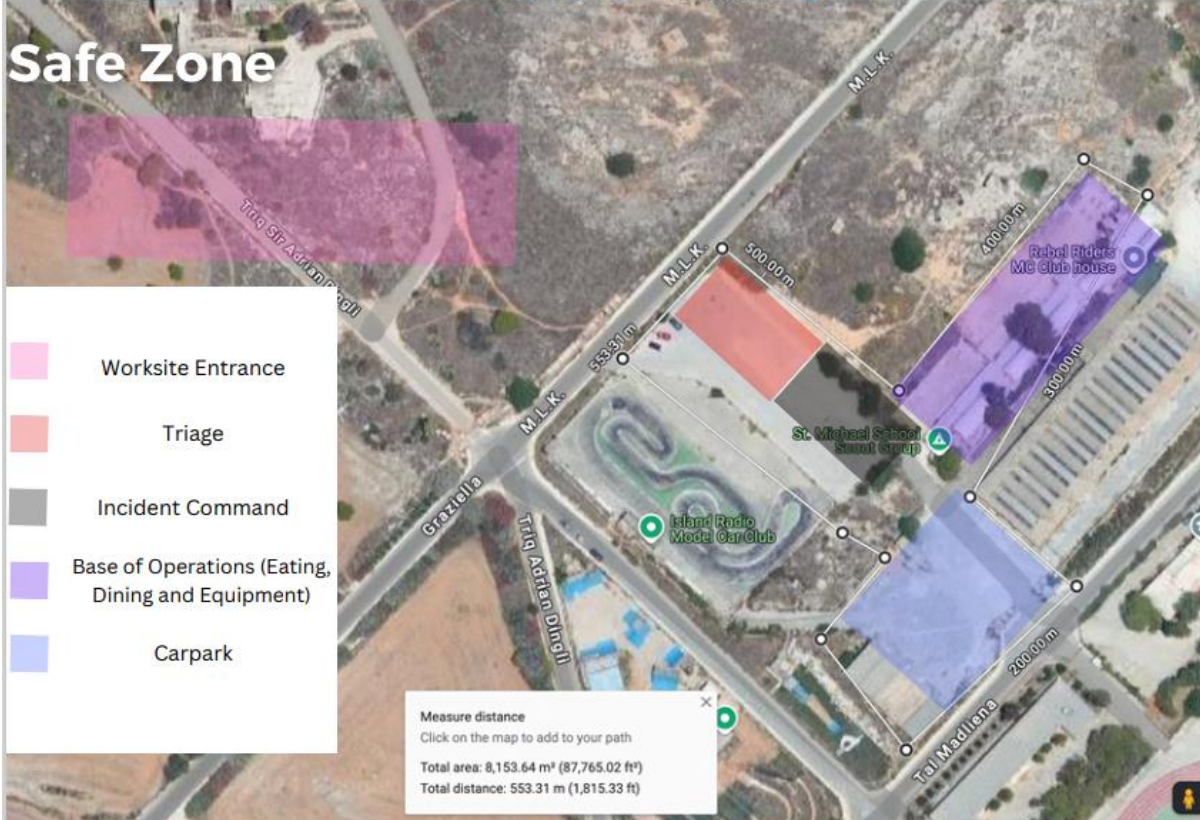 Safe Zone
M.L.K.
Triq Sir Adrian Dingli
M.L.K.
500.00 m
400.00 m
Rebel Riders
MC Club house
553.31 m
300.00 m
Worksite Entrance
Triage
M.L.K.
St. Michael School
Scout Group
Incident Command
Graziella
Island Radio
Model Car Club
Triq Adrian Dingli
Base of Operations (Eating,
Dining and Equipment)
Carpark
200.00 m
Tal Madliena
Measure distance
Click on the map to add to your path
Total area: 8,153.64 m² (87,765.02 ft²)
Total distance: 553.31 m (1,815.33 ft)